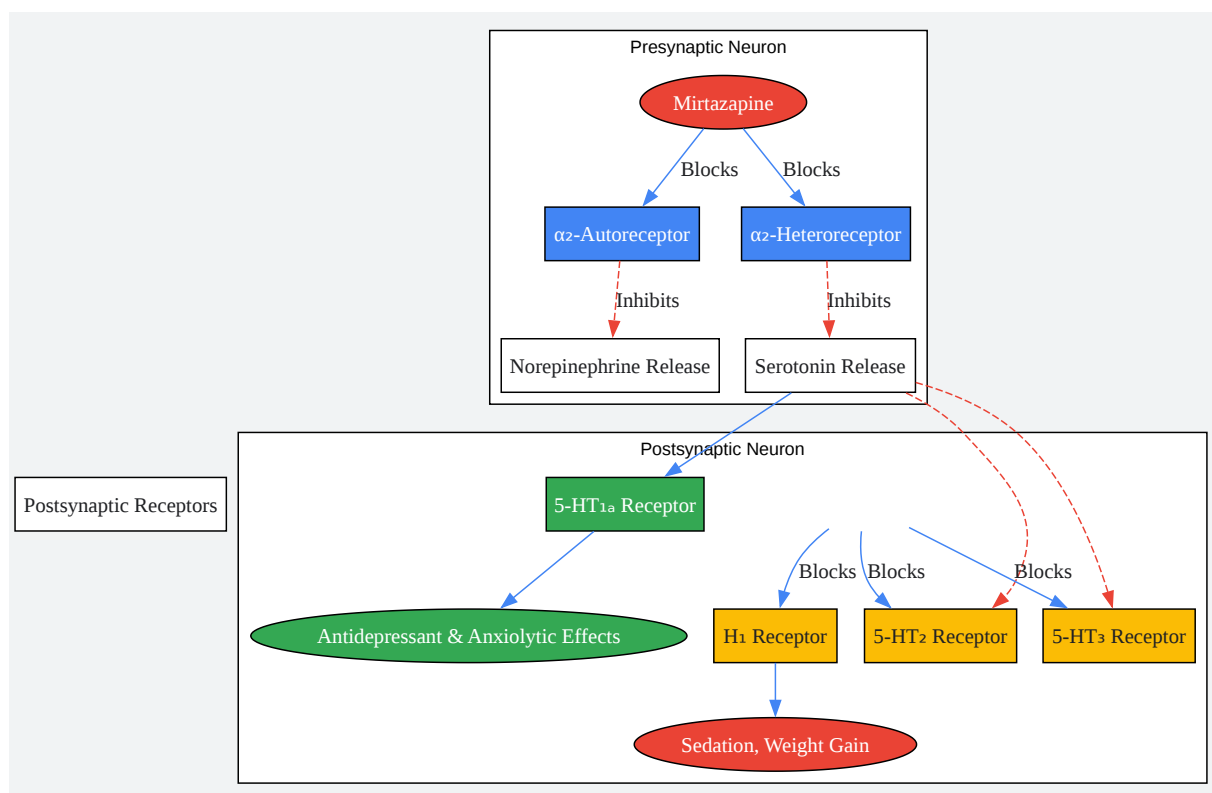 Presynaptic Neuron
Mirtazapine
Blocks
Blocks
α₂-Autoreceptor
α₂-Heteroreceptor
Inhibits
Inhibits
Norepinephrine Release
Serotonin Release
Postsynaptic Neuron
Postsynaptic Receptors
5-HT₁ₐ Receptor
Blocks
Blocks
Blocks
Antidepressant & Anxiolytic Effects
H₁ Receptor
5-HT₂ Receptor
5-HT₃ Receptor
Sedation, Weight Gain